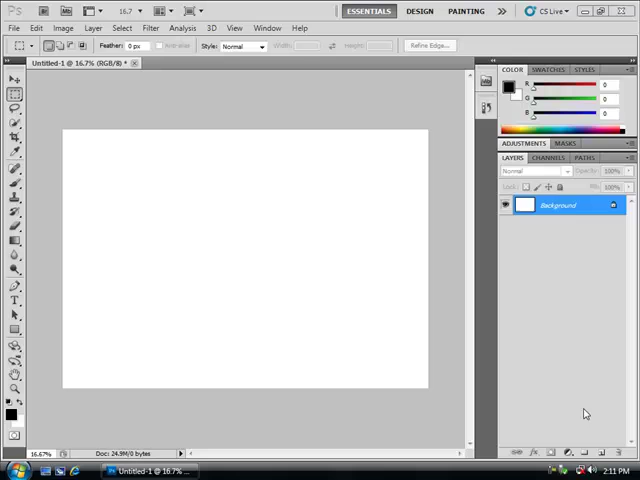 Ps Br Mb 16.7 ESSENTIALS DESIGN PAINTING CS Live
File Edit Image Layer Select Filter Analysis 3D View Window Help
Feather: 0 px Anti-alias Style: Normal Width: Height: Refine Edge...
Untitled-1 @ 16.7% (RGB/8) *
COLOR SWATCHES STYLES
R 0
G 0
B 0
ADJUSTMENTS MASKS
LAYERS CHANNELS PATHS
Normal Opacity: 100%
Lock: Fill: 100%
Background
T
16.67% Doc: 24.9M/0 bytes
Untitled-1 @ 16.7%... 2:11 PM